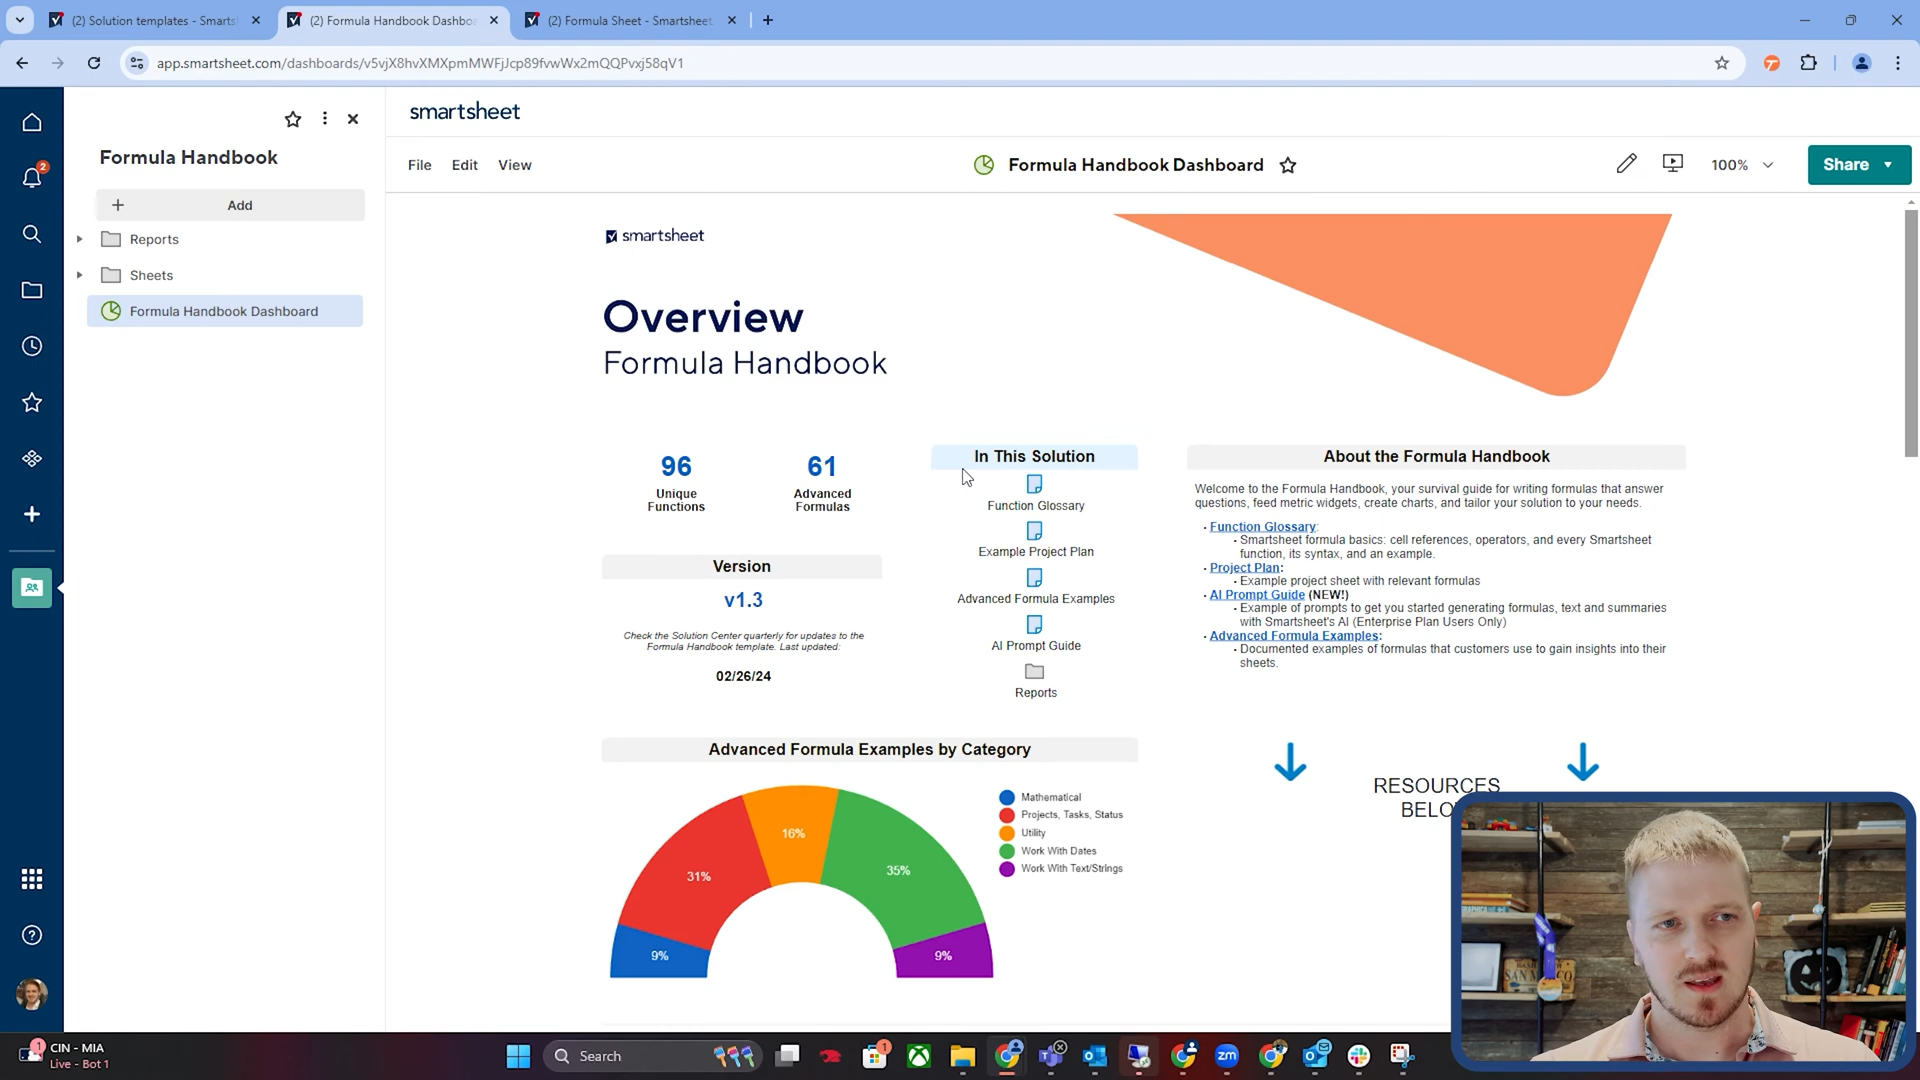 (2) Solution templates - Smarts
(2) Formula Handbook Dashbo
(2) Formula Sheet - Smartsheet.
app.smartsheet.com/dashboards/v5vjX8hvXMXpmMWFjJcp89fvwWx2mQQPvxj58qV1
smartsheet
2
Formula Handbook
Add
Reports
Sheets
Formula Handbook Dashboard
File Edit View
Formula Handbook Dashboard
100%
Share
smartsheet
Overview
Formula Handbook
96
Unique
Functions
61
Advanced
Formulas
Version
v1.3
Check the Solution Center quarterly for updates to the
Formula Handbook template. Last updated:
02/26/24
In This Solution
Function Glossary
Example Project Plan
Advanced Formula Examples
AI Prompt Guide
Reports
About the Formula Handbook
Welcome to the Formula Handbook, your survival guide for writing formulas that answer
questions, feed metric widgets, create charts, and tailor your solution to your needs.
Function Glossary:
Smartsheet formula basics: cell references, operators, and every Smartsheet
function, its syntax, and an example.
Project Plan:
Example project sheet with relevant formulas
AI Prompt Guide (NEW!)
Example of prompts to get you started generating formulas, text and summaries
with Smartsheet's AI (Enterprise Plan Users Only)
Advanced Formula Examples:
Documented examples of formulas that customers use to gain insights into their
sheets.
Advanced Formula Examples by Category
9%
31%
16%
35%
9%
Mathematical
Projects, Tasks, Status
Utility
Work With Dates
Work With Text/Strings
RESOURCES
BELO
SAN MARCO
1
CIN - MIA
Live - Bot 1
Search
1
zm